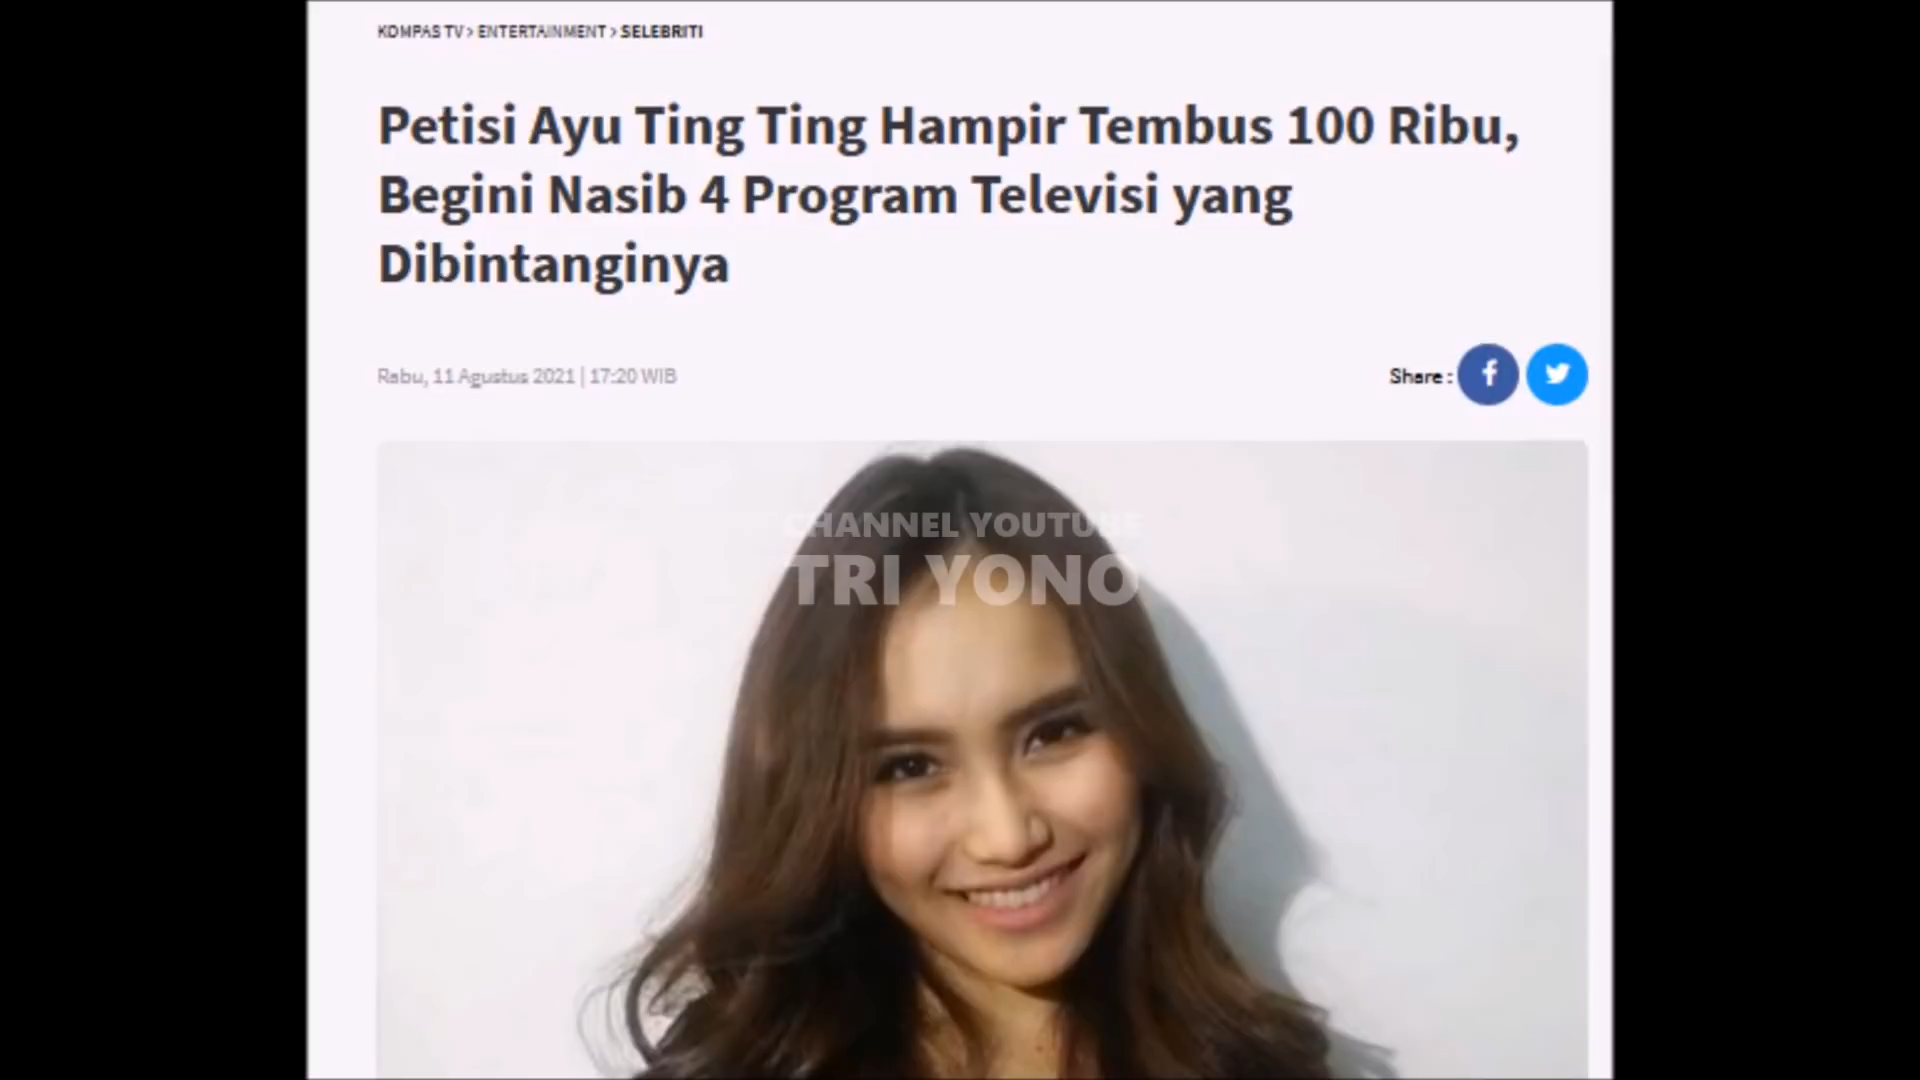 KOMPAS TV > ENTERTAINMENT > SELEBRITI
Petisi Ayu Ting Ting Hampir Tembus 100 Ribu,
Begini Nasib 4 Program Televisi yang
Dibintanginya
Rabu, 11 Agustus 2021 | 17:20 WIB
Share :
CHANNEL YOUTUBE
TRI YONO